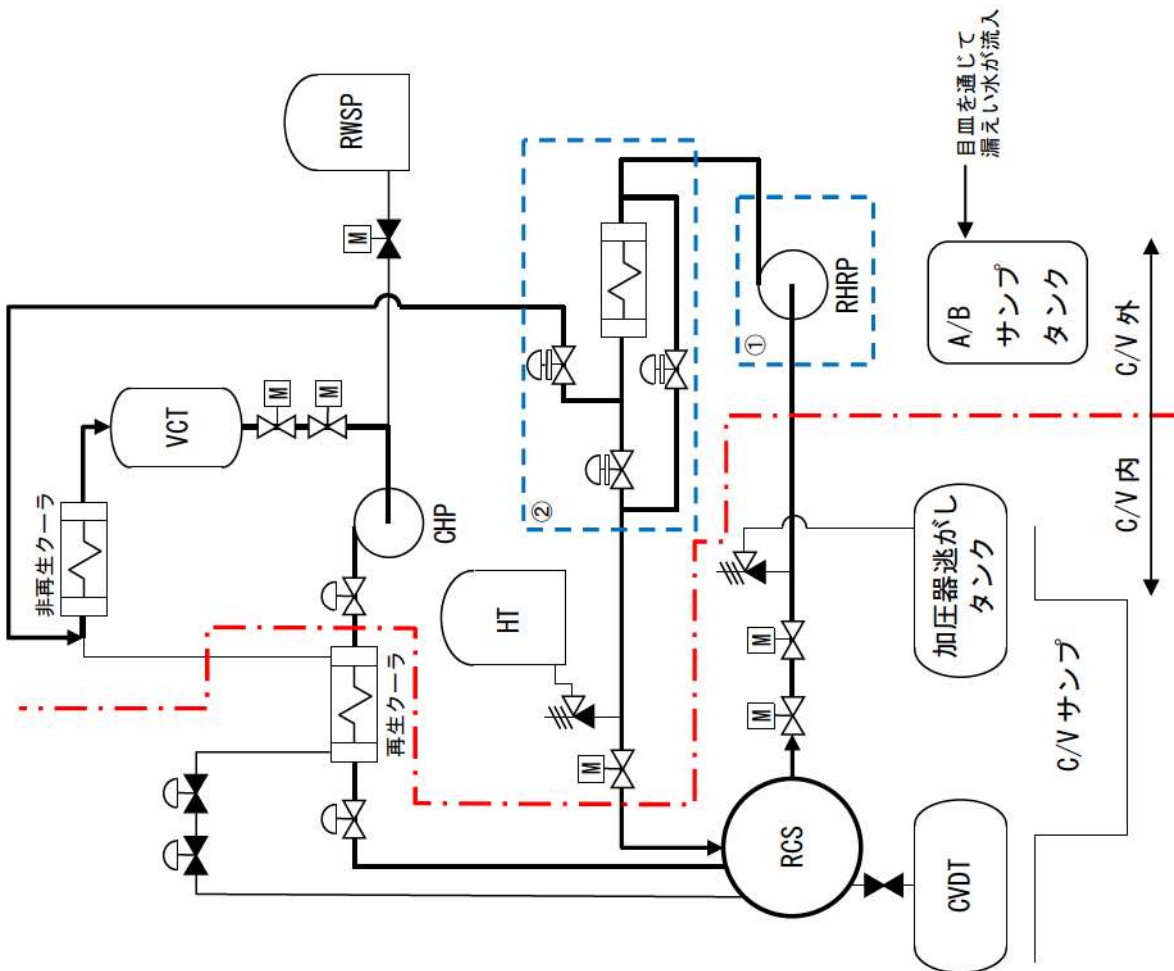 RWSP
M
VCT
M
M
非再生クーラ
CHP
再生クーラ
HT
M
②
①
RHRP
M
M
RCS
加圧器逃がし
タンク
CVDT
C/Vサンプ
A/B
サンプ
タンク
目皿を通じて
漏えい水が流入
C/V内
C/V外